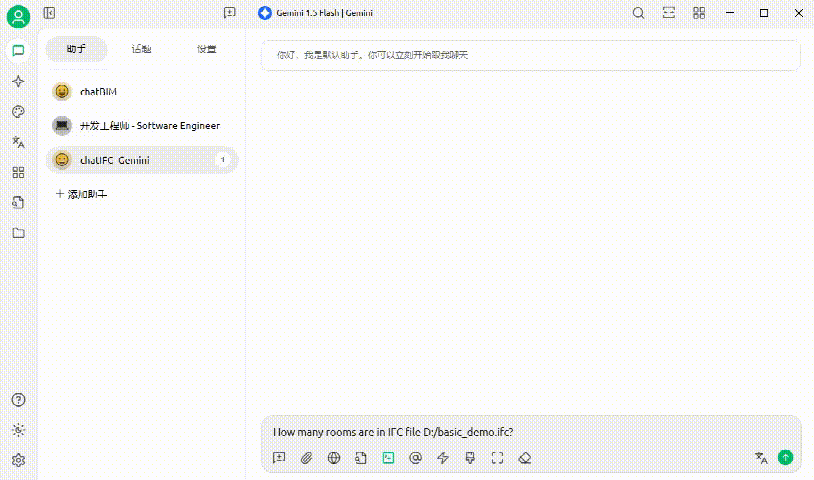 Gemini 1.5 Flash | Gemini
助手 话题 设置
chatBIM
开发工程师 - Software Engineer
chatIFC_Gemini 1
+ 添加助手
你好，我是默认助手。你可以立刻开始跟我聊天
How many rooms are in IFC file D:/basic_demo.ifc?